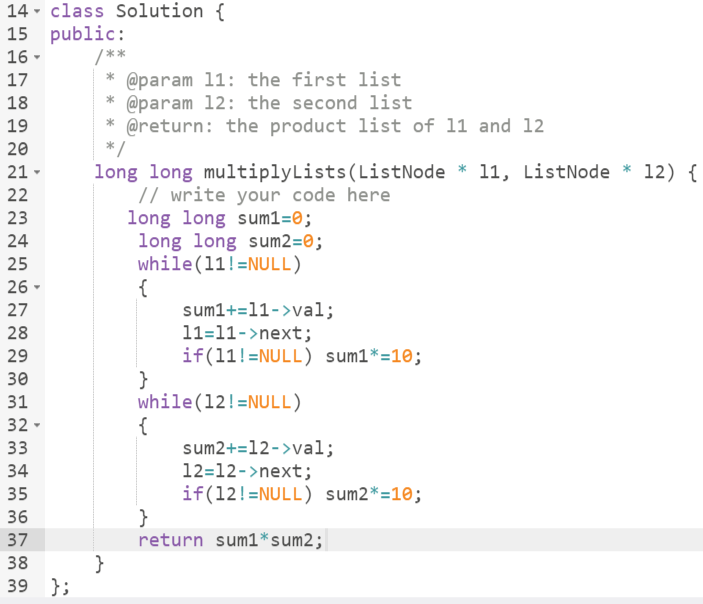 14 class Solution {
15 public:
16     /**
17      * @param l1: the first list
18      * @param l2: the second list
19      * @return: the product list of l1 and l2
20      */
21     long long multiplyLists(ListNode * l1, ListNode * l2) {
22         // write your code here
23        long long sum1=0;
24         long long sum2=0;
25         while(l1!=NULL)
26         {
27             sum1+=l1->val;
28             l1=l1->next;
29             if(l1!=NULL) sum1*=10;
30         }
31         while(l2!=NULL)
32         {
33             sum2+=l2->val;
34             l2=l2->next;
35             if(l2!=NULL) sum2*=10;
36         }
37         return sum1*sum2;
38     }
39 };